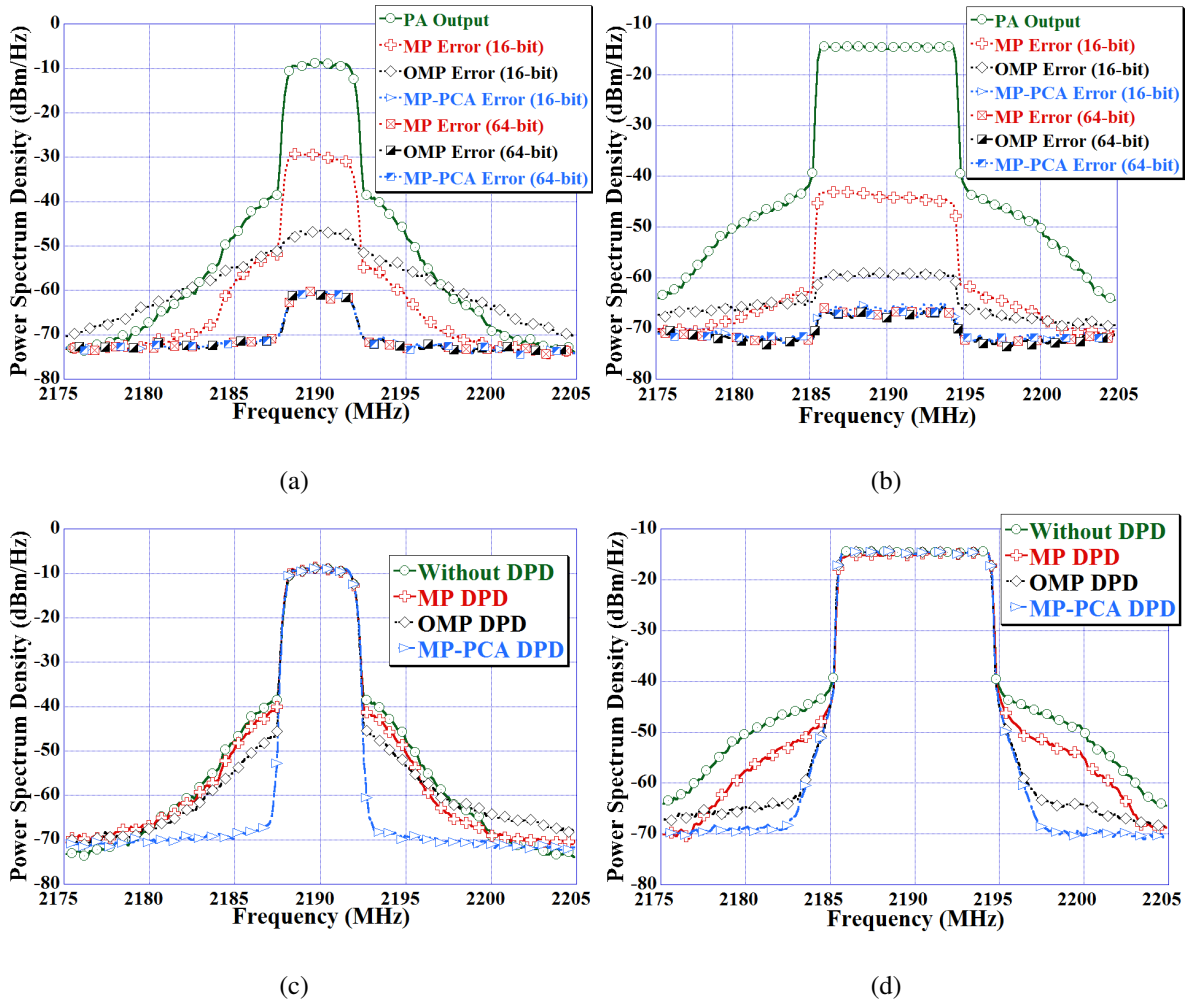 0
-10
-20
-30
-40
-50
-60
-70
-80
Power Spectrum Density (dBm/Hz)
PA Output
MP Error (16-bit)
OMP Error (16-bit)
MP-PCA Error (16-bit)
MP Error (64-bit)
OMP Error (64-bit)
MP-PCA Error (64-bit)
2175 2180 2185 2190 2195 2200 2205
Frequency (MHz)
(a)
-10
-20
-30
-40
-50
-60
-70
-80
Power Spectrum Density (dBm/Hz)
PA Output
MP Error (16-bit)
OMP Error (16-bit)
MP-PCA Error (16-bit)
MP Error (64-bit)
OMP Error (64-bit)
MP-PCA Error (64-bit)
2175 2180 2185 2190 2195 2200 2205
Frequency (MHz)
(b)
0
-10
-20
-30
-40
-50
-60
-70
-80
Power Spectrum Density (dBm/Hz)
Without DPD
MP DPD
OMP DPD
MP-PCA DPD
2175 2180 2185 2190 2195 2200 2205
Frequency (MHz)
(c)
-10
-20
-30
-40
-50
-60
-70
-80
Power Spectrum Density (dBm/Hz)
Without DPD
MP DPD
OMP DPD
MP-PCA DPD
2175 2180 2185 2190 2195 2200 2205
Frequency (MHz)
(d)